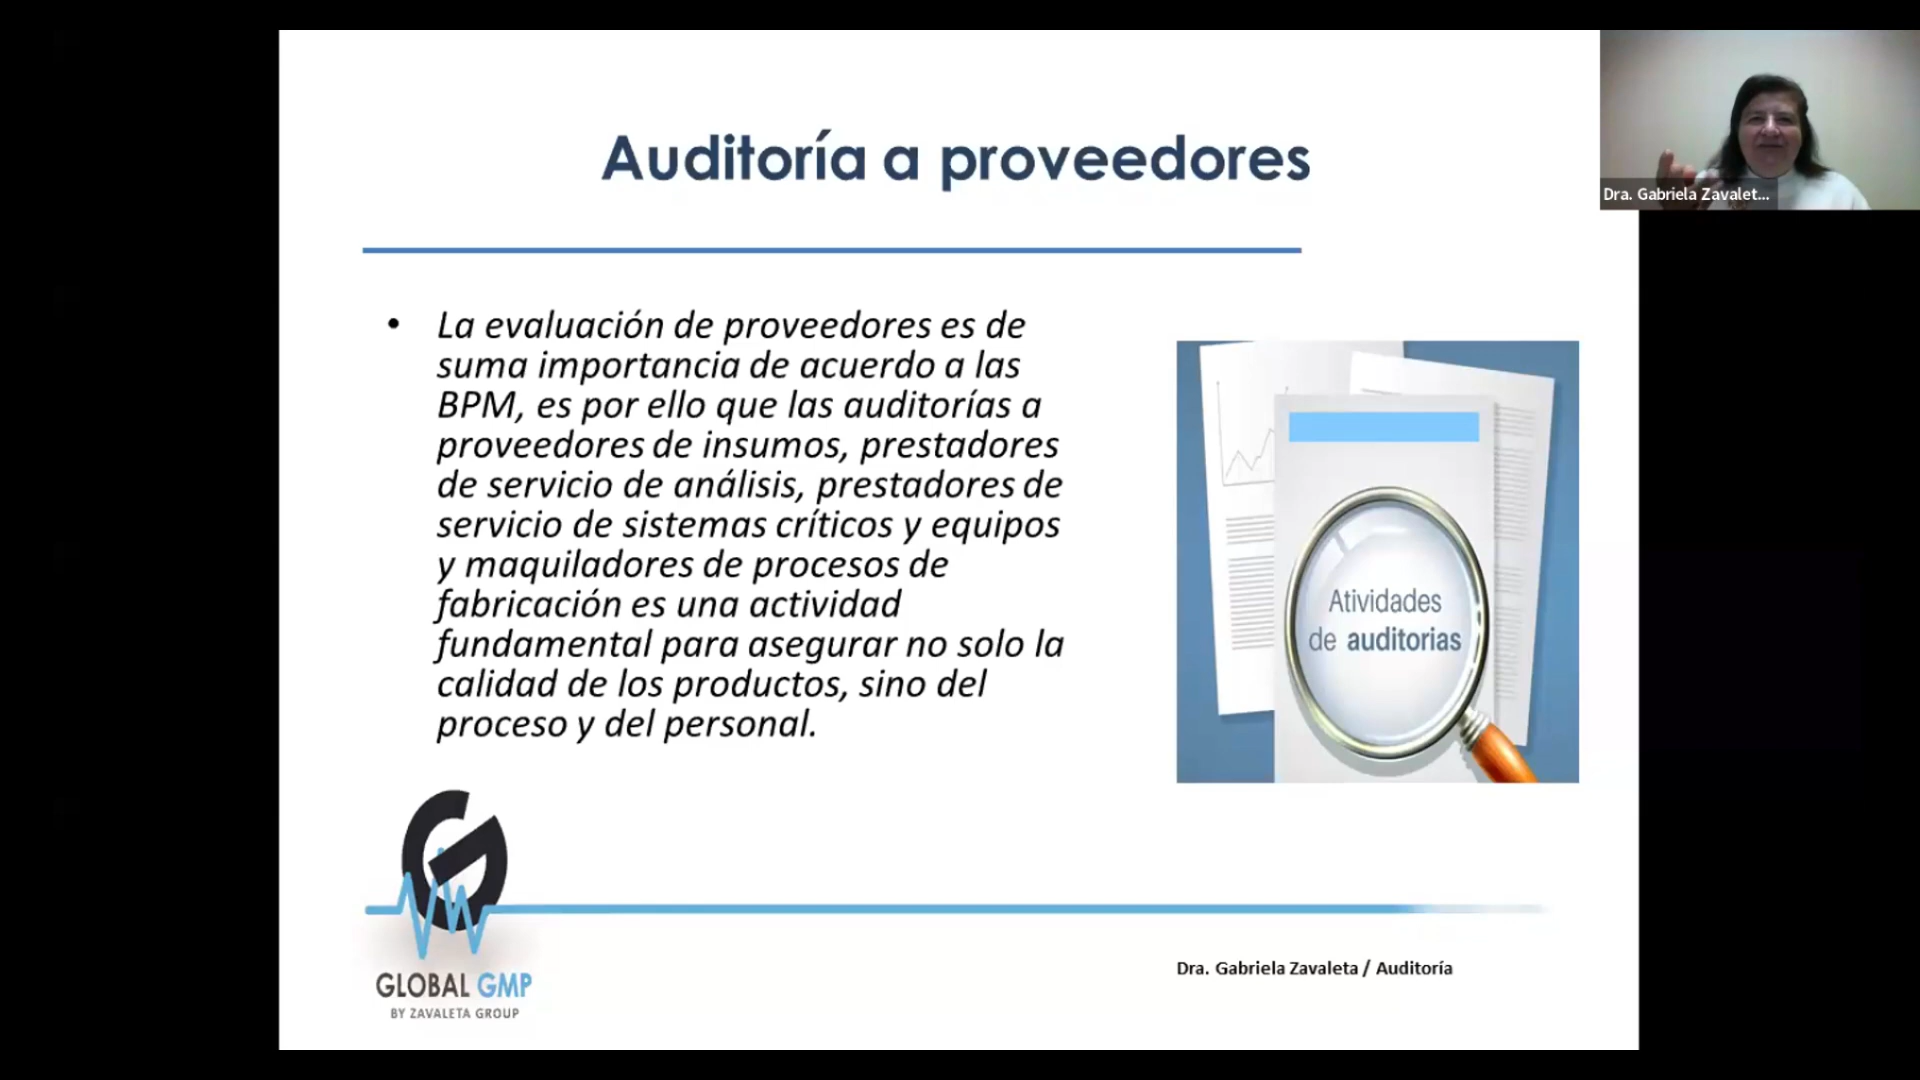 Auditoría a proveedores
Dra. Gabriela Zavalet...
• La evaluación de proveedores es de
suma importancia de acuerdo a las
BPM, es por ello que las auditorías a
proveedores de insumos, prestadores
de servicio de análisis, prestadores de
servicio de sistemas críticos y equipos
y maquiladores de procesos de
fabricación es una actividad
fundamental para asegurar no solo la
calidad de los productos, sino del
proceso y del personal.
Atividades
de auditorias
GLOBAL GMP
BY ZAVALETA GROUP
Dra. Gabriela Zavaleta / Auditoría